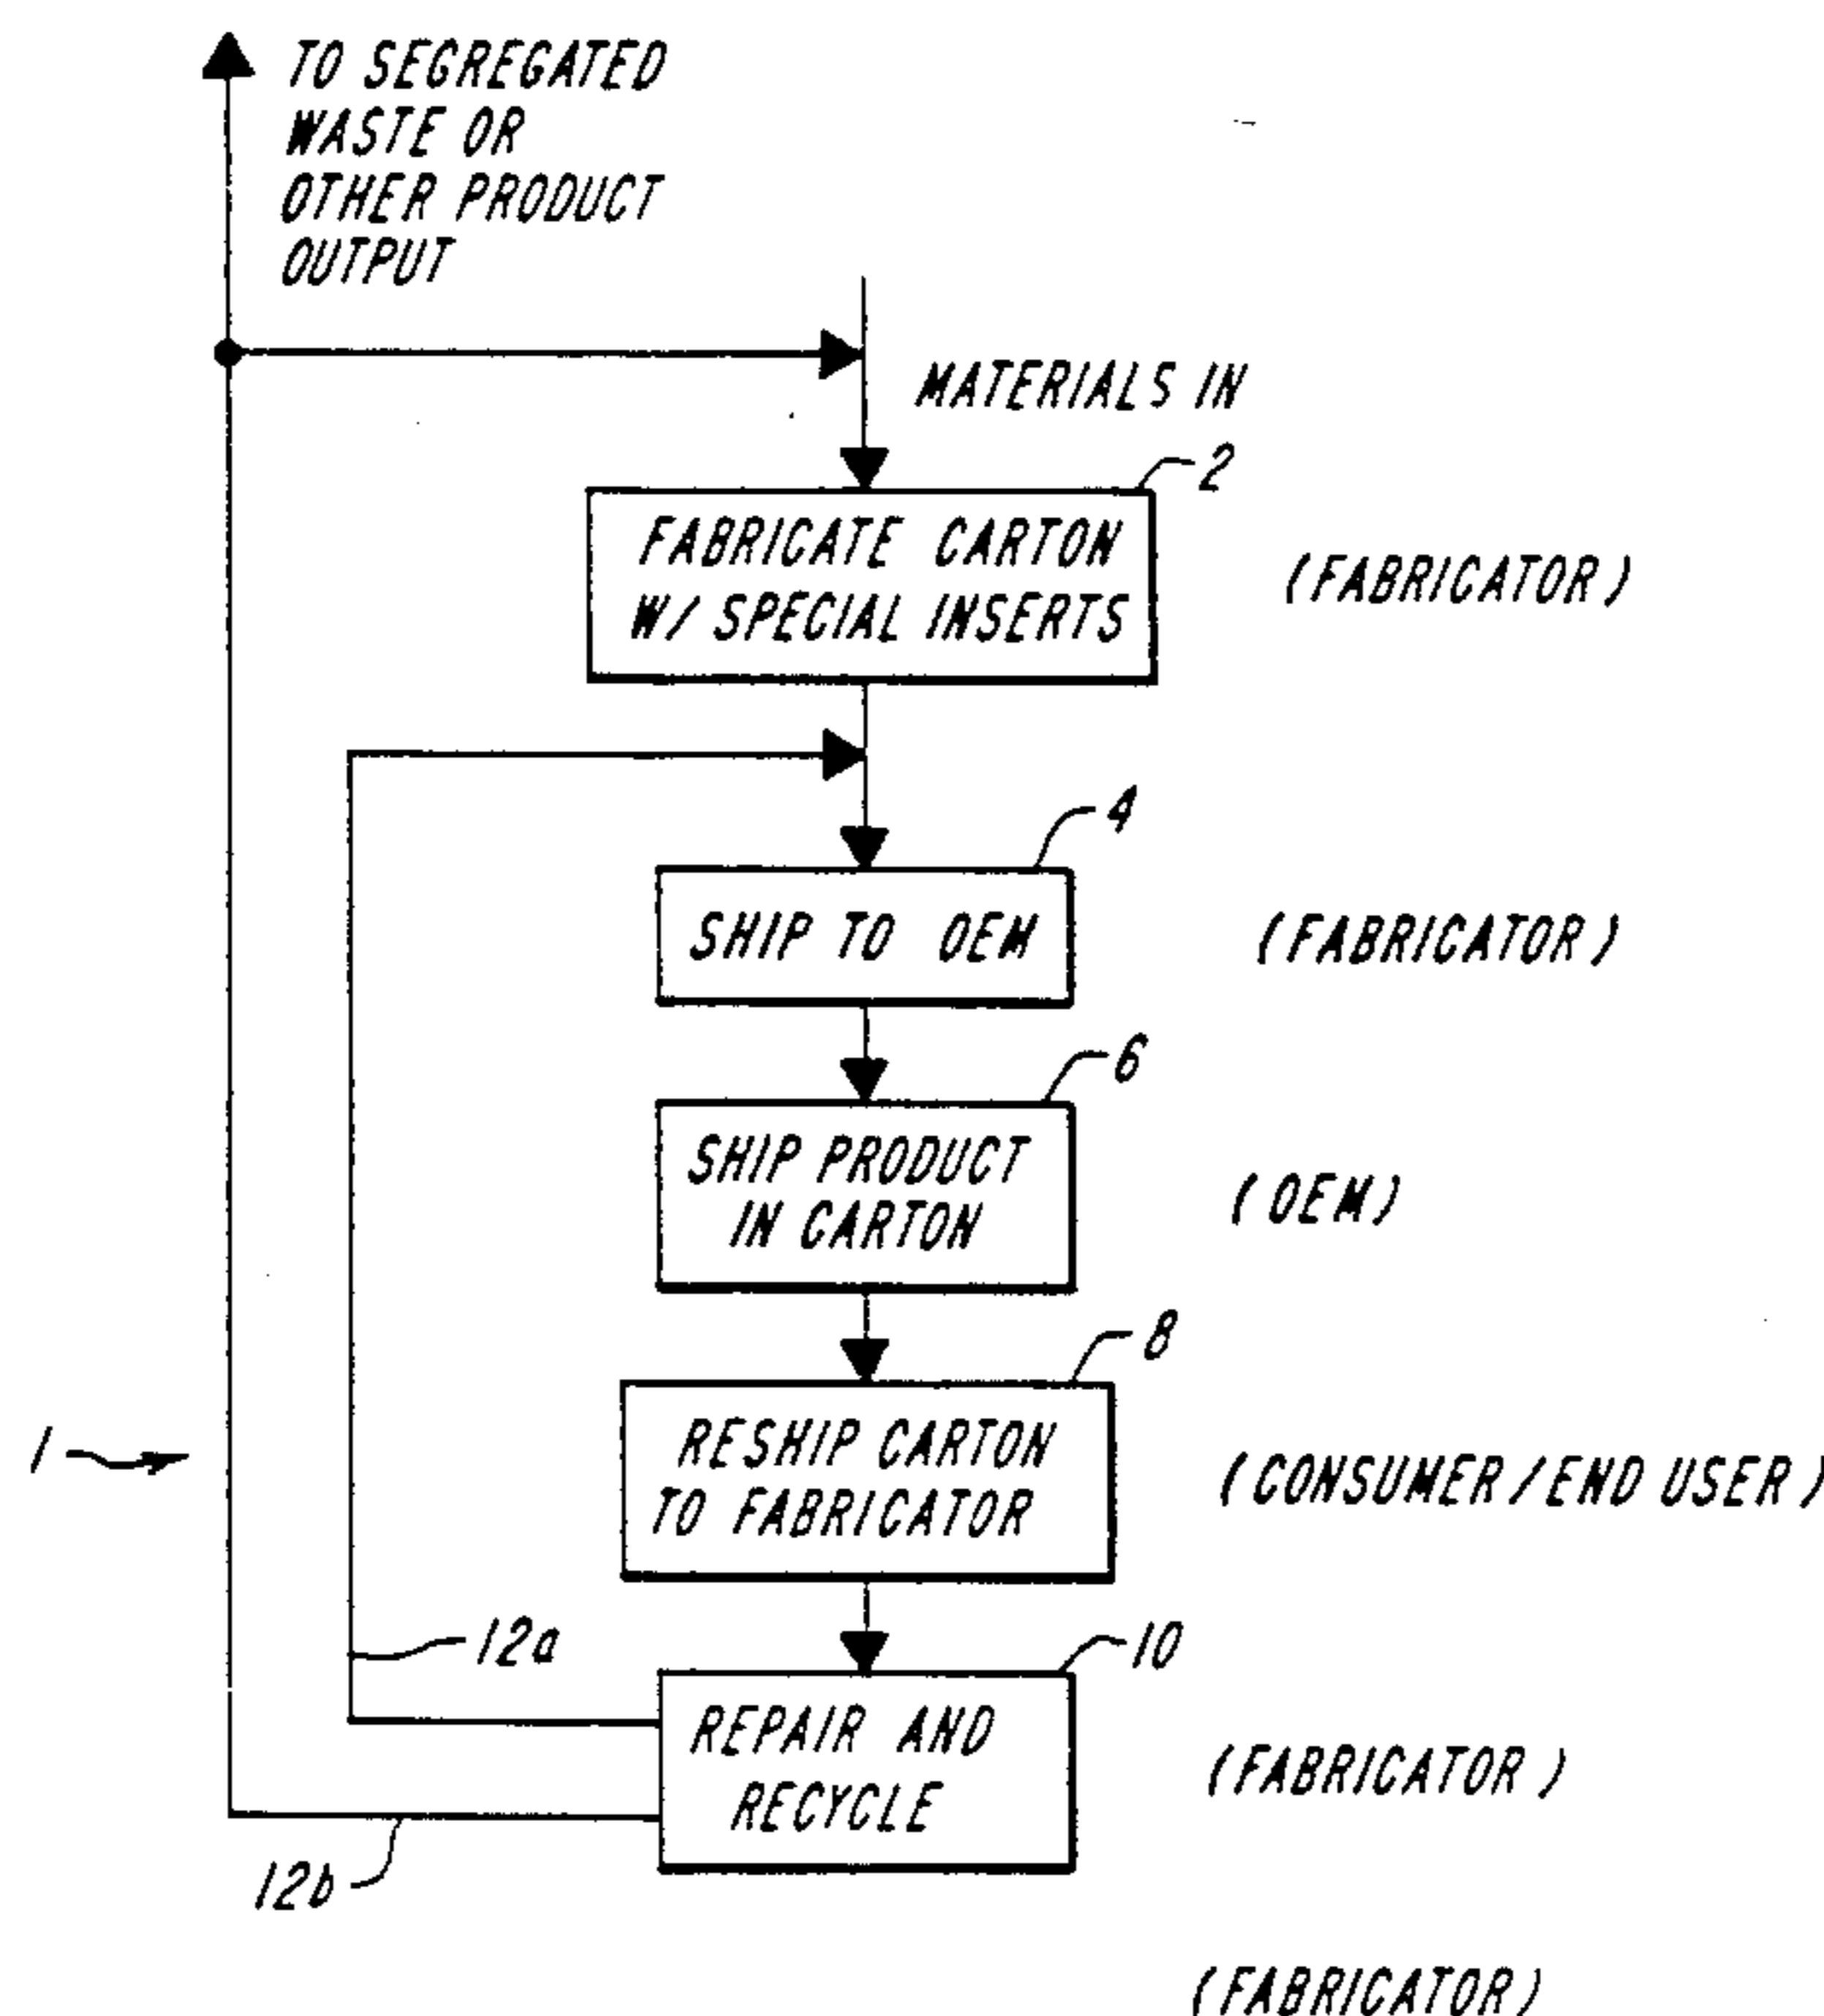 TO SEGREGATED
WASTE OR
OTHER PRODUCT
OUTPUT
MATERIALS IN
2
FABRICATE CARTON
W/ SPECIAL INSERTS
(FABRICATOR)
4
SHIP TO OEM
(FABRICATOR)
6
SHIP PRODUCT
IN CARTON
(OEM)
8
RESHIP CARTON
TO FABRICATOR
(CONSUMER/END USER)
1
12a
10
REPAIR AND
RECYCLE
(FABRICATOR)
12b
(FABRICATOR)